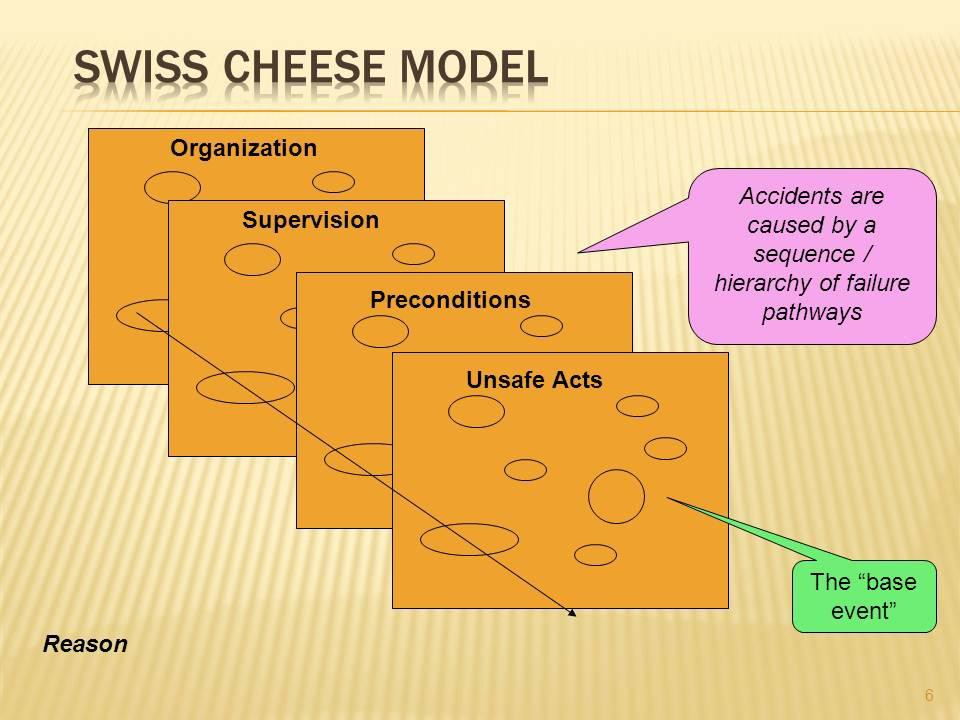 SWISS CHEESE MODEL
Organization
Supervision
Preconditions
Unsafe Acts
Accidents are
caused by a
sequence /
hierarchy of failure
pathways
The “base
event”
Reason
6